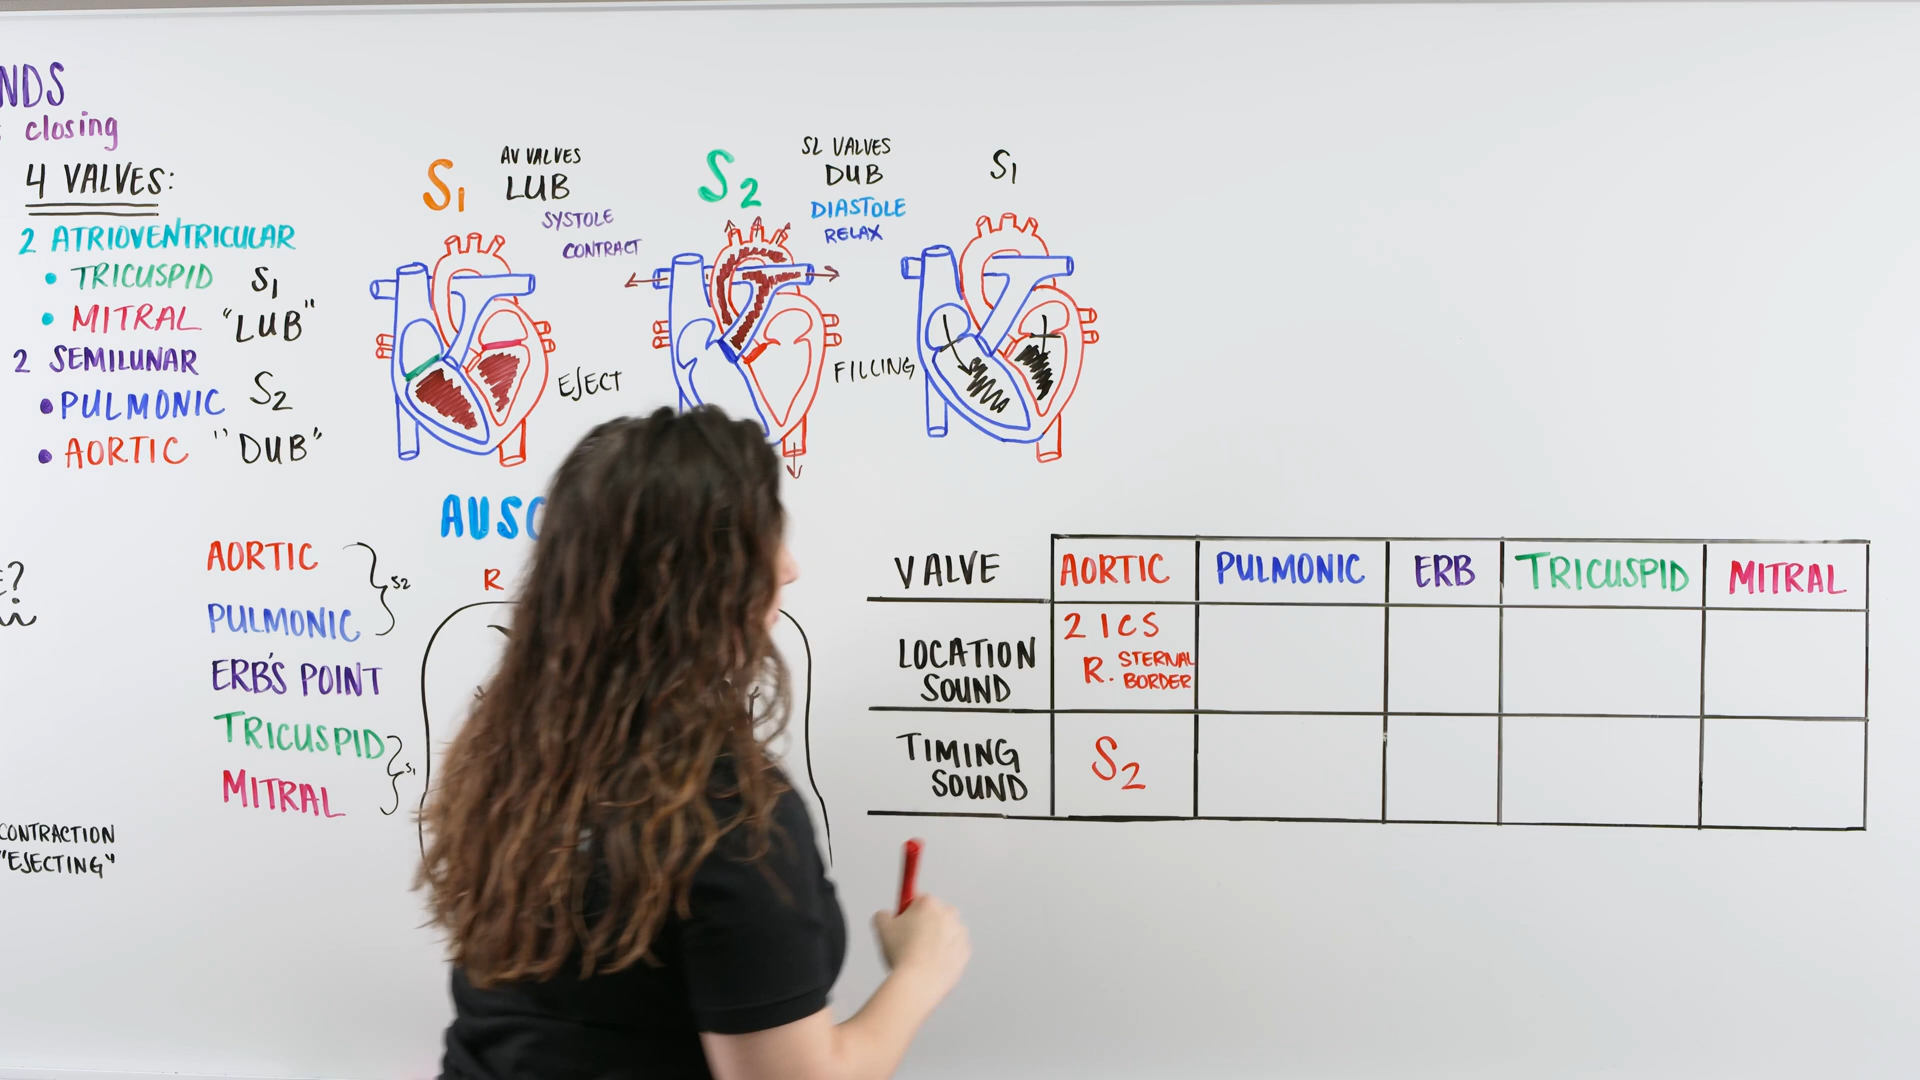 NDS
closing
4 VALVES:
2 ATRIOVENTRICULAR
• TRICUSPID S1
• MITRAL "LUB"
2 SEMILUNAR
• PULMONIC S2
• AORTIC "DUB"
S1
AV VALVES
LUB
SYSTOLE
CONTRACT
EJECT
S2
SL VALVES
DUB
DIASTOLE
RELAX
FILLING
S1
AUSC
AORTIC
S2
PULMONIC
ERB'S POINT
TRICUSPID
S1
MITRAL
R
CONTRACTION
"EJECTING"
VALVE AORTIC PULMONIC ERB TRICUSPID MITRAL
LOCATION
SOUND
2 ICS
R. STERNAL
BORDER
TIMING
SOUND
S2